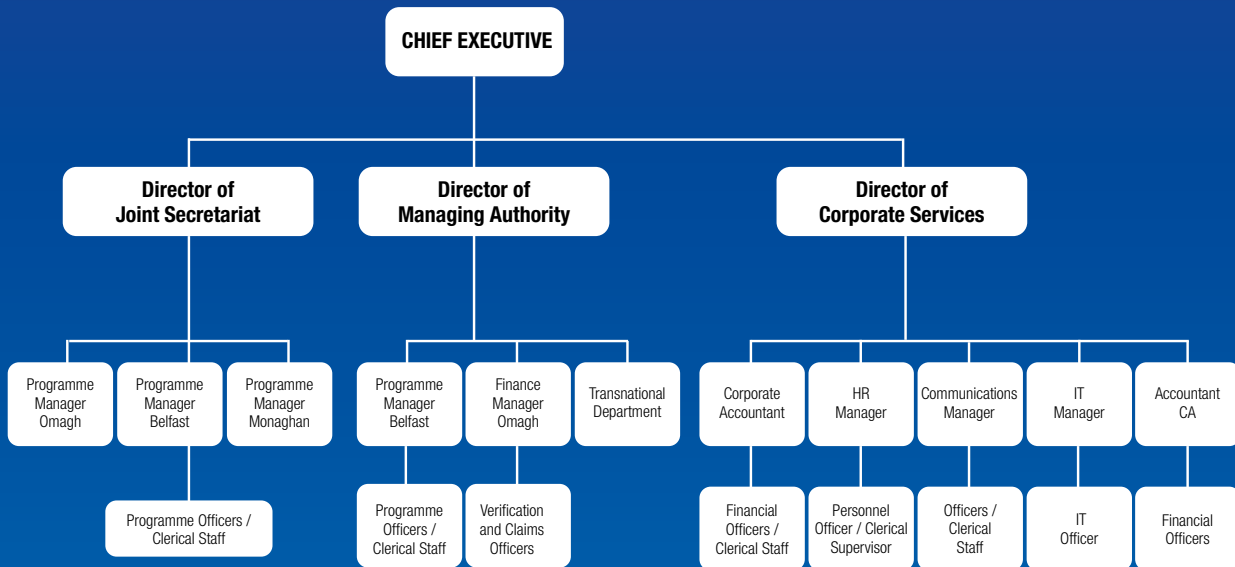 CHIEF EXECUTIVE
Director of
Joint Secretariat
Director of
Managing Authority
Director of
Corporate Services
Programme
Manager
Omagh
Programme
Manager
Belfast
Programme
Manager
Monaghan
Programme
Manager
Belfast
Finance
Manager
Omagh
Transnational
Department
Corporate
Accountant
HR
Manager
Communications
Manager
IT
Manager
Accountant
CA
Programme Officers /
Clerical Staff
Programme
Officers /
Clerical Staff
Verification
and Claims
Officers
Financial
Officers /
Clerical Staff
Personnel
Officer / Clerical
Supervisor
Officers /
Clerical
Staff
IT
Officer
Financial
Officers